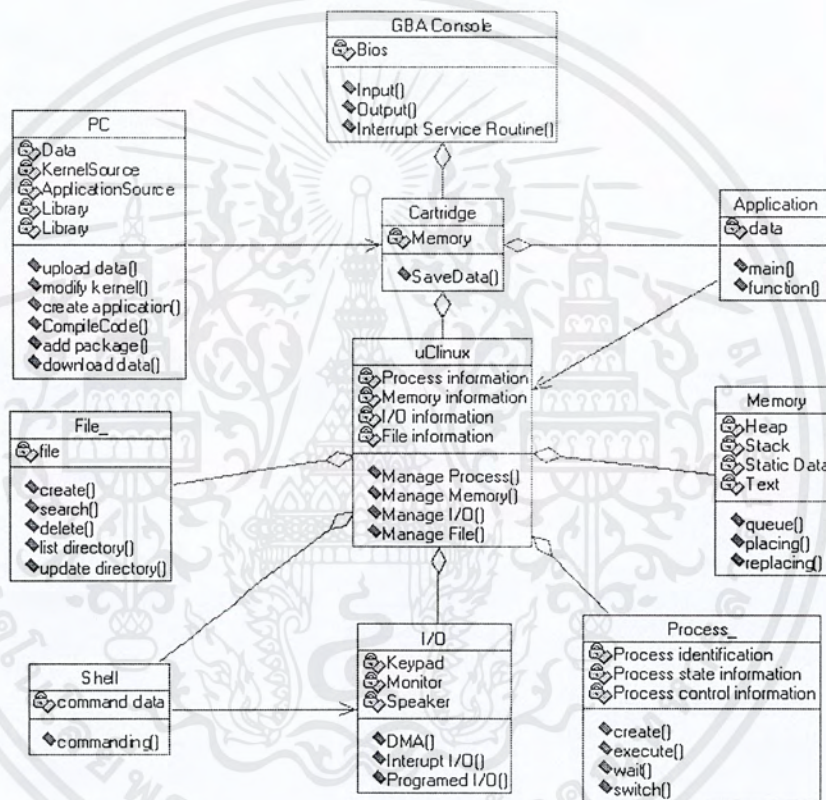 GBA Console
Bios
Input()
Output()
Interrupt Service Routine()
PC
Data
KernelSource
ApplicationSource
Library
Library
upload data()
modify kernel()
create application()
CompileCode()
add package()
download data()
Cartridge
Memory
SaveData()
Application
data
main()
function()
uClinux
Process information
Memory information
I/O information
File information
Manage Process()
Manage Memory()
Manage I/O()
Manage File()
File_
file
create()
search()
delete()
list directory()
update directory()
Memory
Heap
Stack
Static Data
Text
queue()
placing()
replacing()
Shell
command data
commanding()
I/O
Keypad
Monitor
Speaker
DMA()
Interupt I/O()
Programed I/O()
Process_
Process identification
Process state information
Process control information
create()
execute()
wait()
switch()